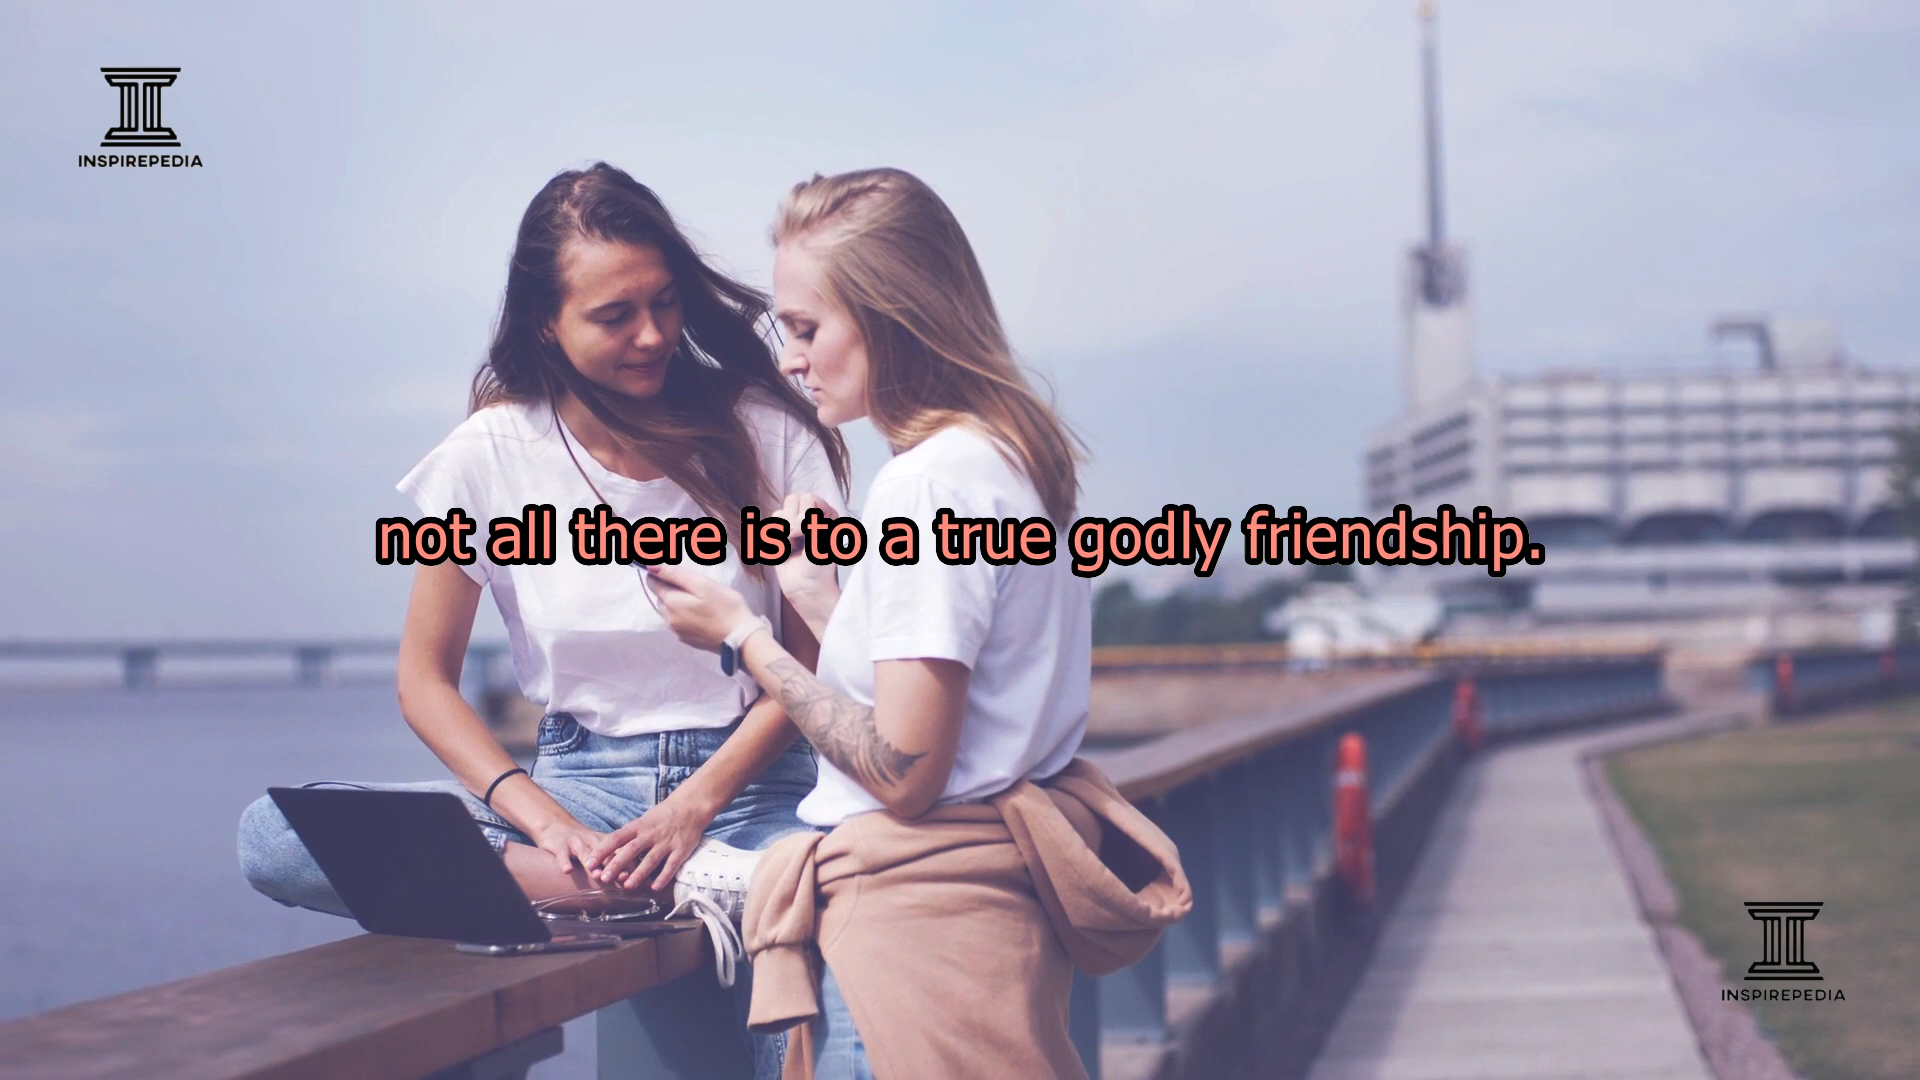 INSPIREPEDIA
not all there is to a true godly friendship.
INSPIREPEDIA